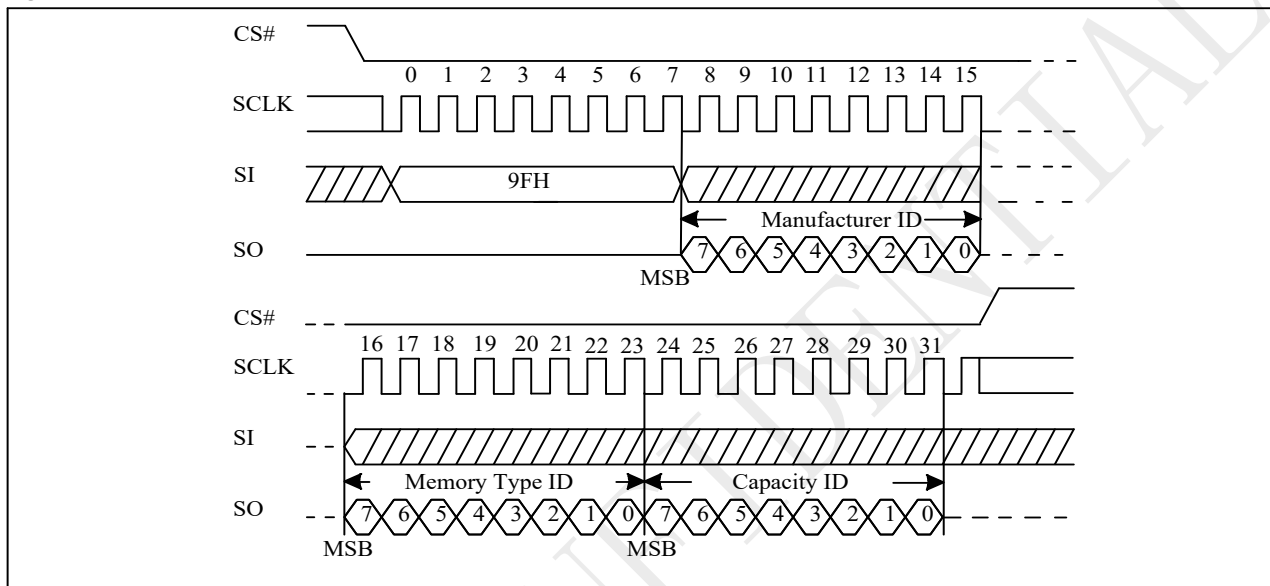 CS#
0 1 2 3 4 5 6 7 8 9 10 11 12 13 14 15
SCLK
SI
9FH
Manufacturer ID
SO
7 6 5 4 3 2 1 0
MSB
CS#
16 17 18 19 20 21 22 23 24 25 26 27 28 29 30 31
SCLK
SI
Memory Type ID Capacity ID
SO
7 6 5 4 3 2 1 0 7 6 5 4 3 2 1 0
MSB MSB